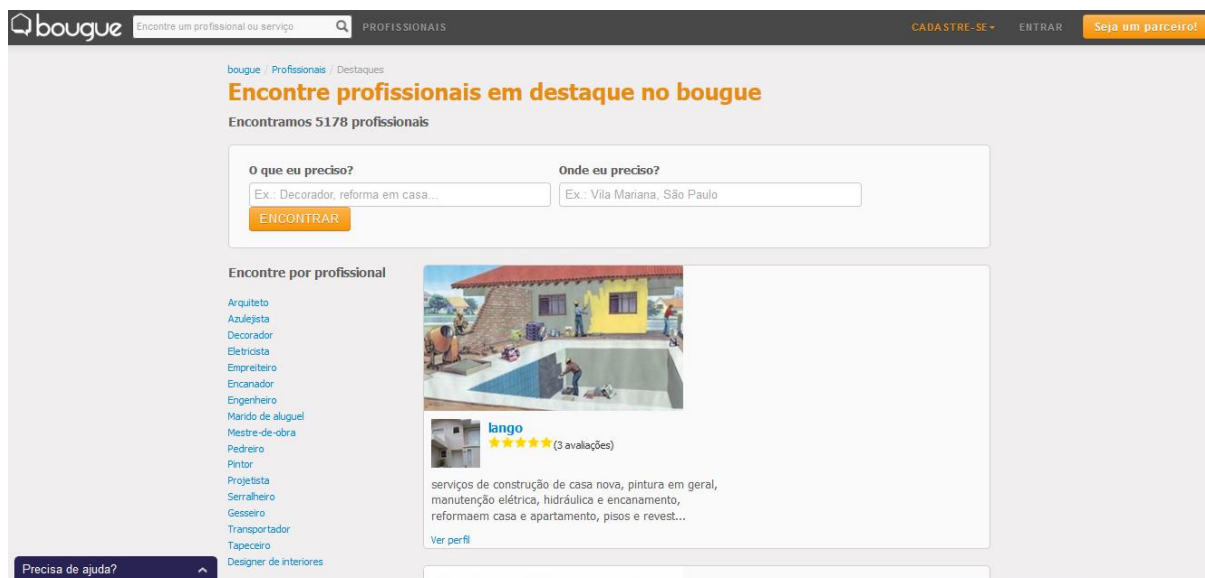 bougue
Encontre um profissional ou serviço
PROFISSIONAIS
CADASTRE-SE
ENTRAR
Seja um parceiro!
bougue / Profissionais / Destaques
Encontre profissionais em destaque no bougue
Encontramos 5178 profissionais
O que eu preciso?
Ex.: Decorador, reforma em casa...
Onde eu preciso?
Ex.: Vila Mariana, São Paulo
ENCONTRAR
Encontre por profissional
Arquiteto
Azulejista
Decorador
Eletricista
Empreiteiro
Encanador
Engenheiro
Marido de aluguel
Mestre-de-obra
Pedreiro
Pintor
Projetista
Serralheiro
Gesseiro
Transportador
Tapeceiro
Designer de interiores
lango
(3 avaliações)
serviços de construção de casa nova, pintura em geral,
manutenção elétrica, hidráulica e encanamento,
reformaem casa e apartamento, pisos e revest...
Ver perfil
Precisa de ajuda?